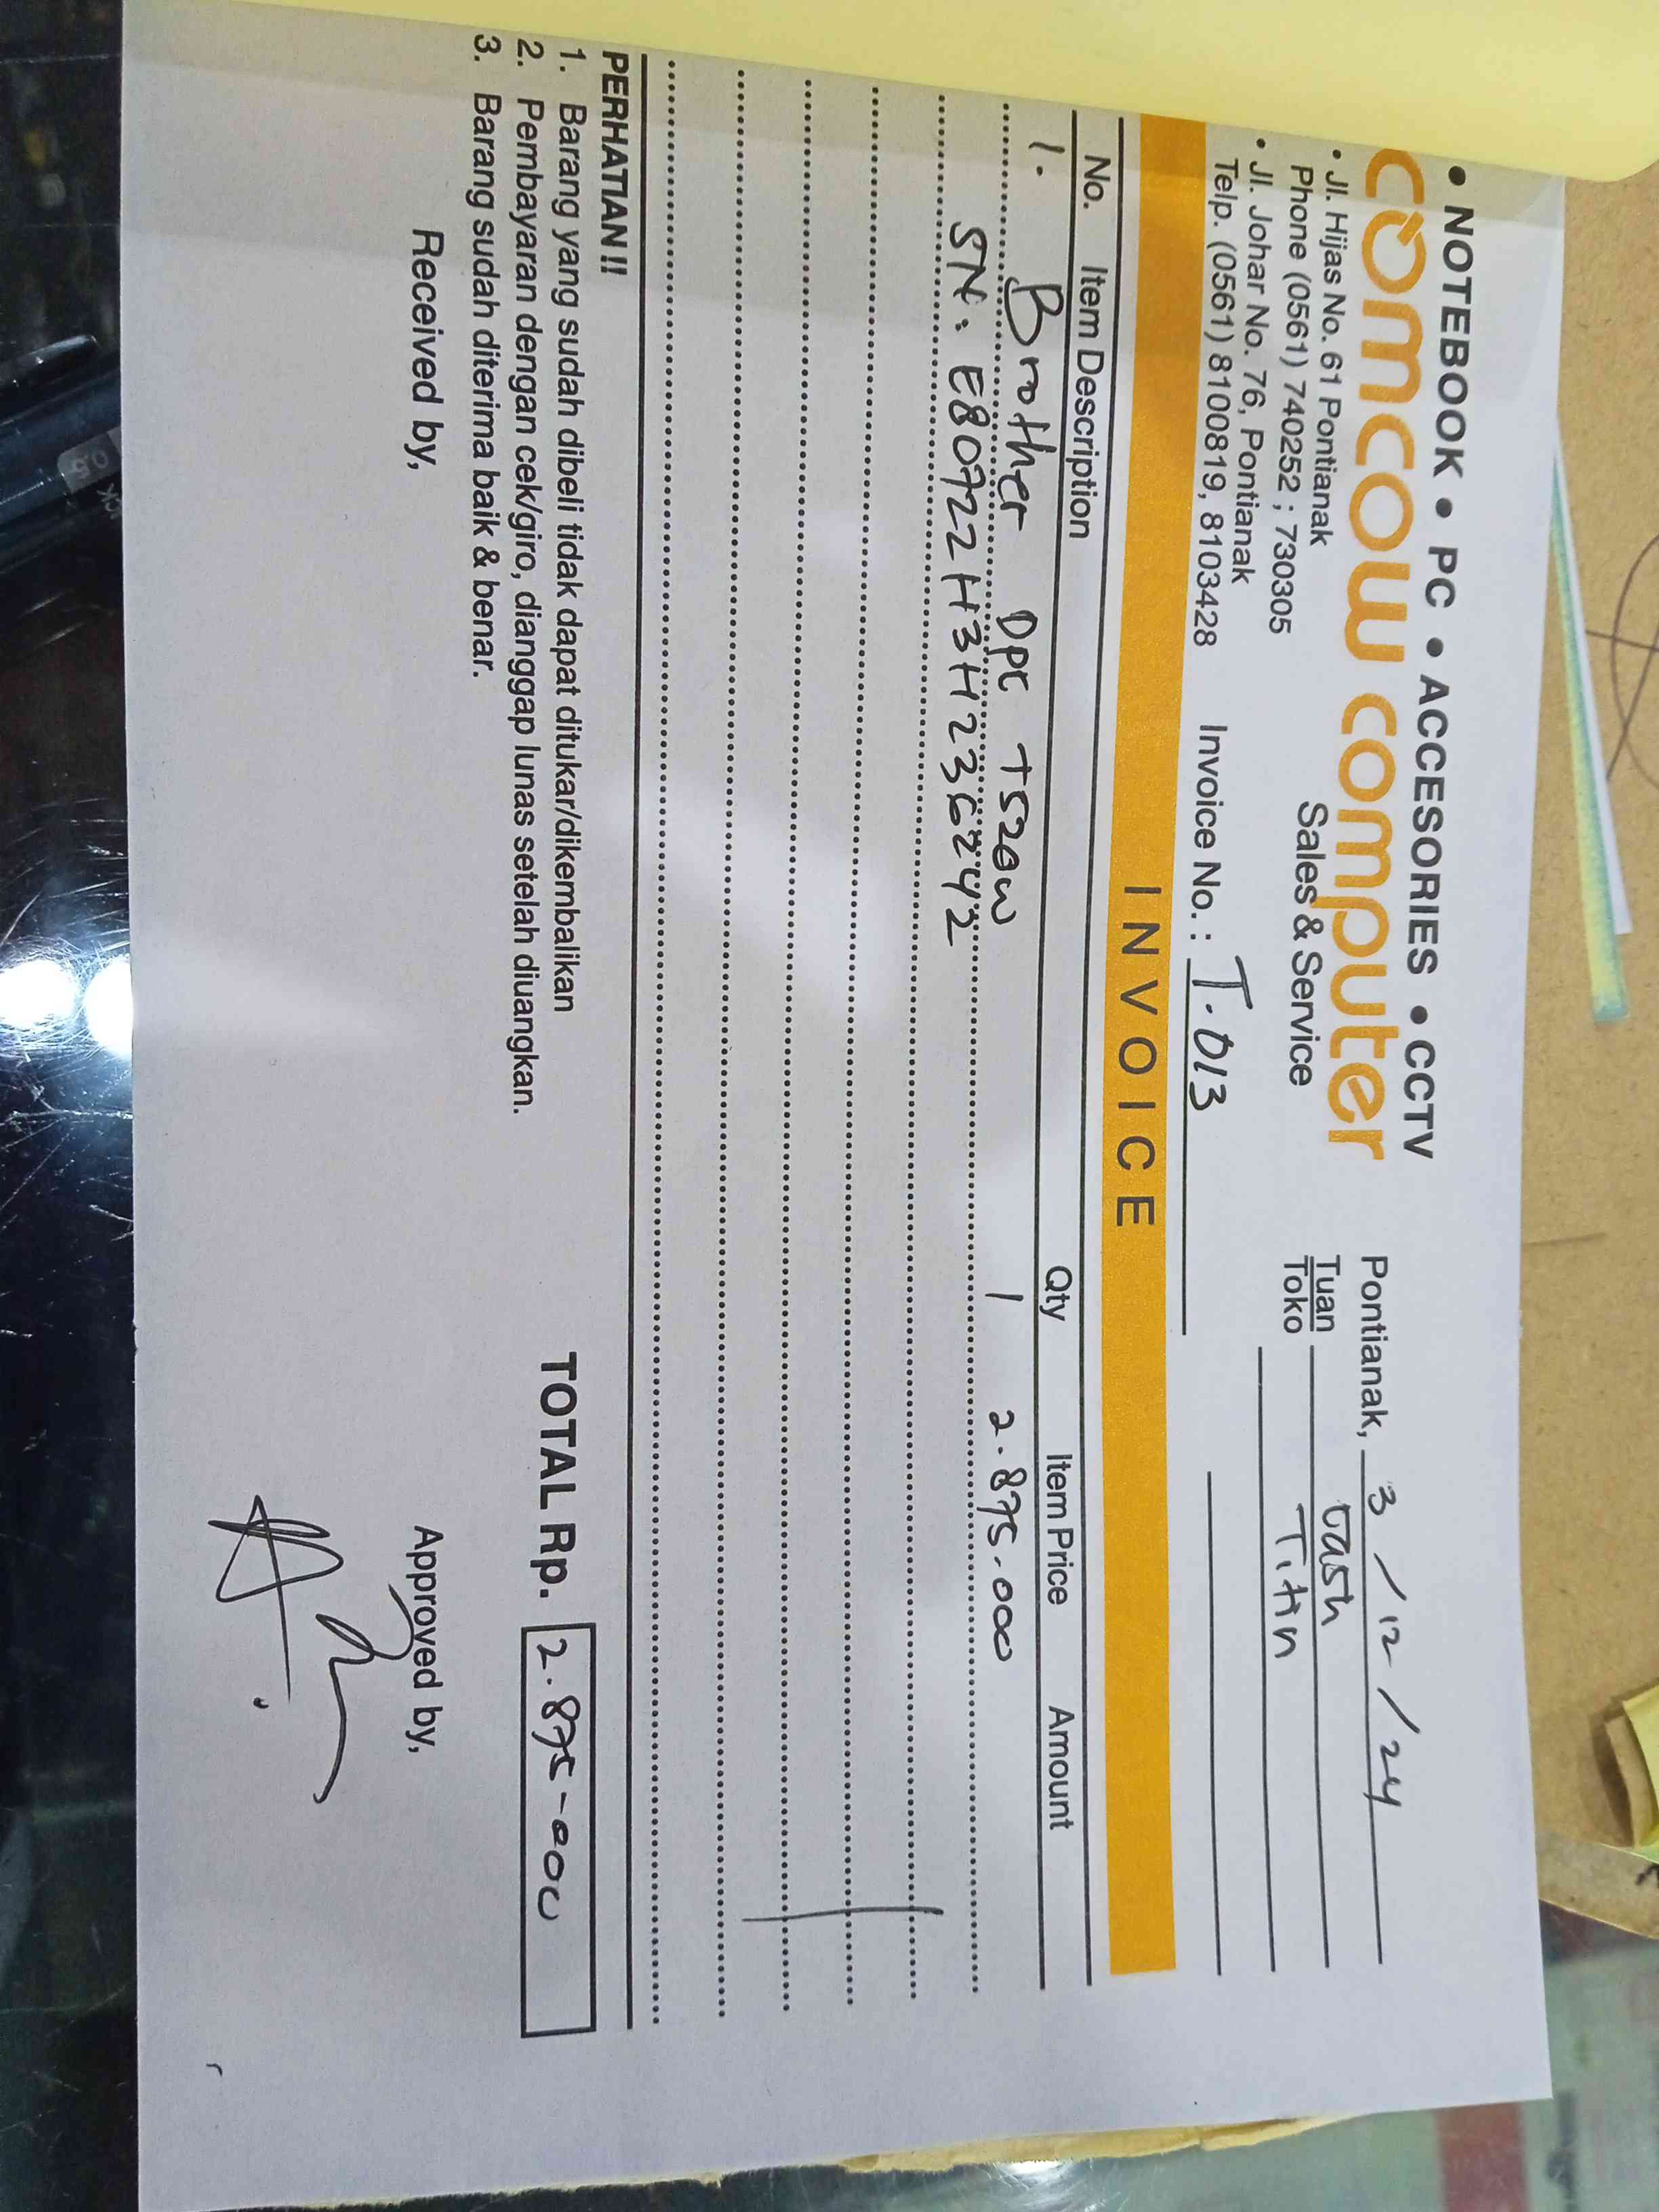 • NOTEBOOK • PC • ACCESSORIES • CCTV
comcow computer
Sales & Service
• Jl. Hijas No. 61 Pontianak
Phone (0561) 740252 ; 730305
• Jl. Johar No. 76, Pontianak
Telp. (0561) 8100819, 8103428
Invoice No. : T.013
Pontianak, 3/12/24
Tuan Cash
Toko Titin
INVOICE
No. Item Description Qty Item Price Amount
1. Brother DPC T520W 1 2.895.000
SN: E80722H3H236242
PERHATIAN !!
1. Barang yang sudah dibeli tidak dapat ditukar/dikembalikan
2. Pembayaran dengan cek/giro, dianggap lunas setelah diuangkan.
3. Barang sudah diterima baik & benar.
TOTAL Rp. 2.895-000
Received by,
Approved by,